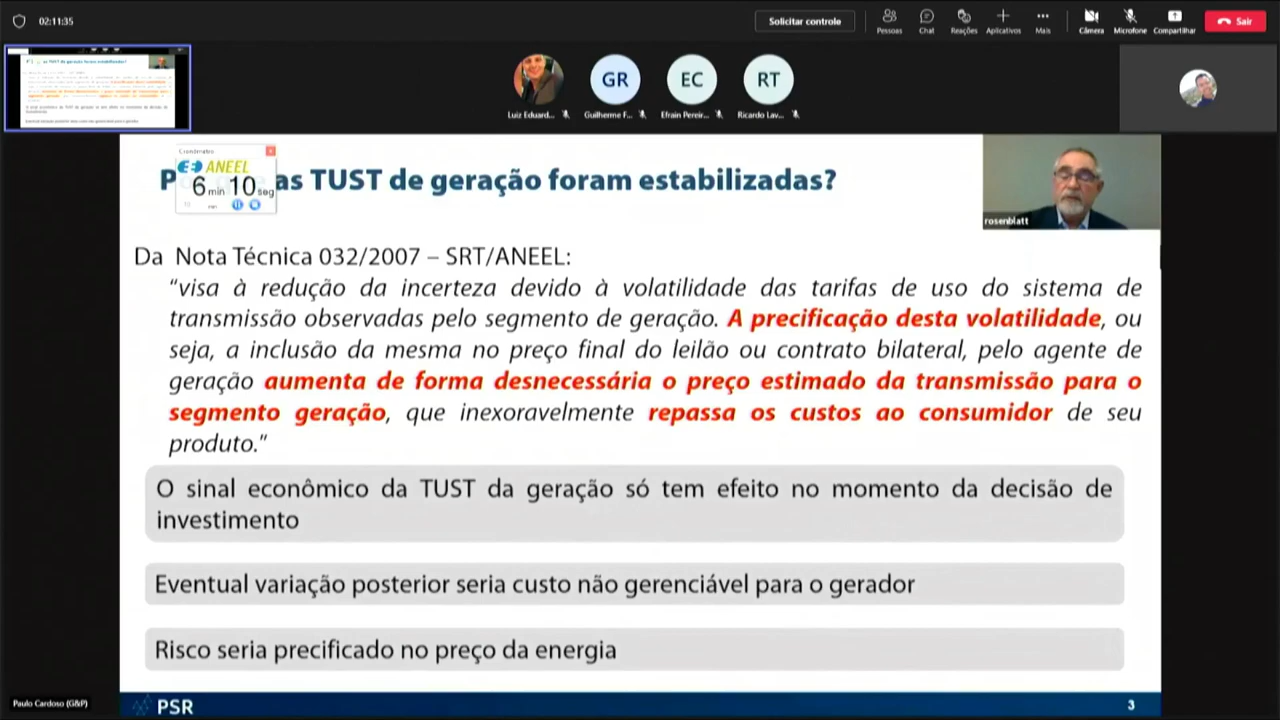 02:11:35
Solicitar controle
Pessoas
Chat
Reações
Aplicativos
Mais
Câmera
Microfone
Compartilhar
Sair
GR
EC
RT
Luiz Eduard...
Guilherme F...
Efrain Pereir...
Ricardo Lav...
Cronômetro
ANEEL
6 min 10 seg
10 min
as TUST de geração foram estabilizadas?
rosenblatt
Da Nota Técnica 032/2007 – SRT/ANEEL:
“visa à redução da incerteza devido à volatilidade das tarifas de uso do sistema de
transmissão observadas pelo segmento de geração. A precificação desta volatilidade, ou
seja, a inclusão da mesma no preço final do leilão ou contrato bilateral, pelo agente de
geração aumenta de forma desnecessária o preço estimado da transmissão para o
segmento geração, que inexoravelmente repassa os custos ao consumidor de seu
produto.”
O sinal econômico da TUST da geração só tem efeito no momento da decisão de
investimento
Eventual variação posterior seria custo não gerenciável para o gerador
Risco seria precificado no preço da energia
Paulo Cardoso (G&P)
PSR
3